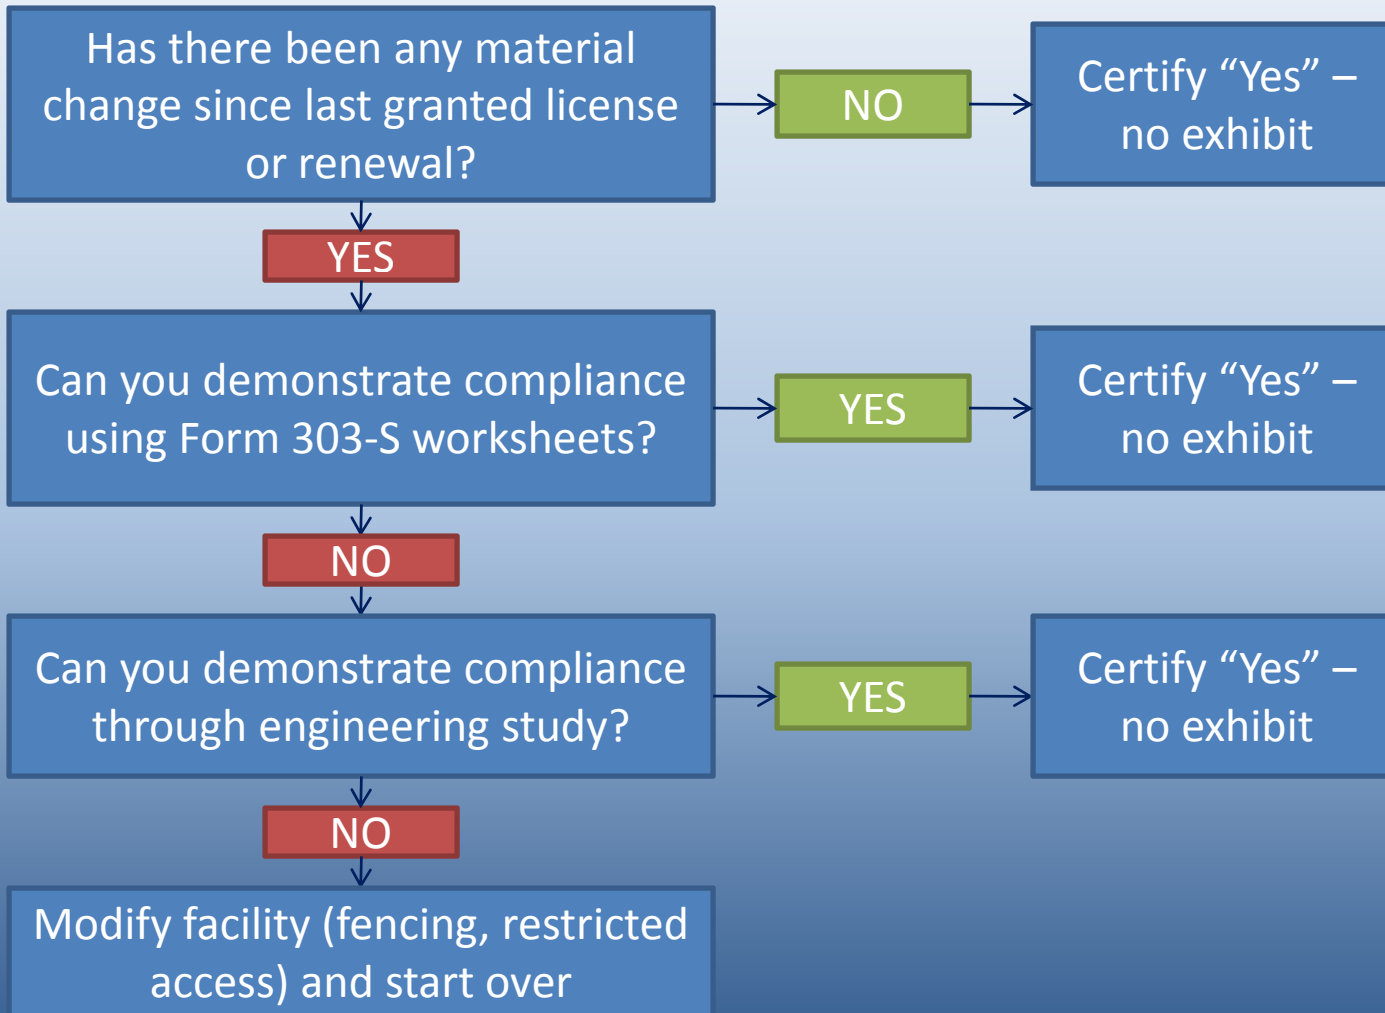 Has there been any material
change since last granted license
or renewal?
NO
Certify “Yes” –
no exhibit
YES
Can you demonstrate compliance
using Form 303-S worksheets?
YES
Certify “Yes” –
no exhibit
NO
Can you demonstrate compliance
through engineering study?
YES
Certify “Yes” –
no exhibit
NO
Modify facility (fencing, restricted
access) and start over